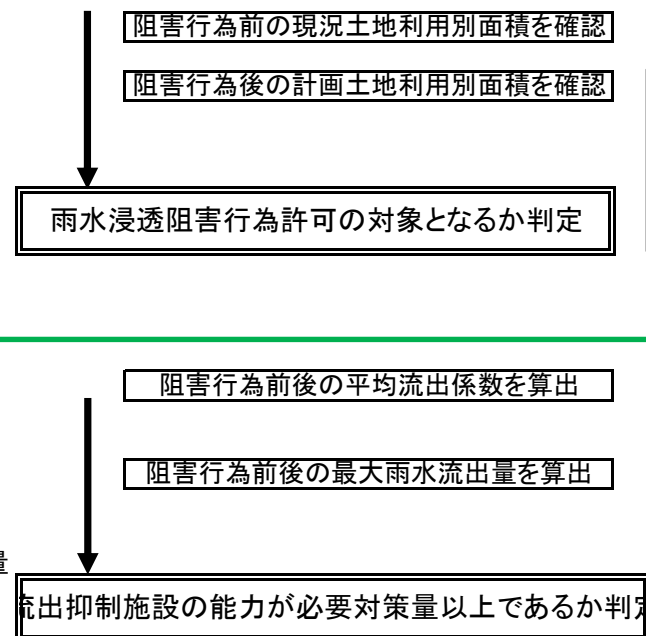 阻害行為前の現況土地利用別面積を確認
阻害行為後の計画土地利用別面積を確認
雨水浸透阻害行為許可の対象となるか判定
阻害行為前後の平均流出係数を算出
阻害行為前後の最大雨水流出量を算出
量
流出抑制施設の能力が必要対策量以上であるか判定